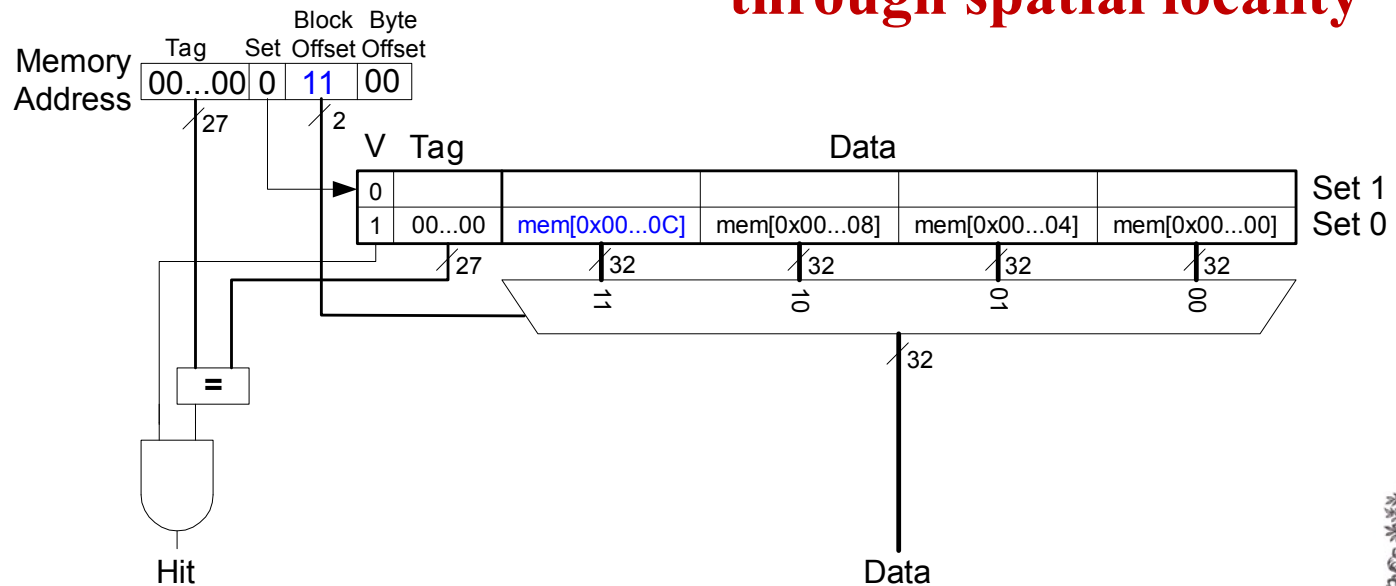 through spatial locality
Block Byte
Tag Set Offset Offset
Memory
Address
00...00 0 11 00
27 2
V Tag Data
0 Set 1
1 00...00 mem[0x00...0C] mem[0x00...08] mem[0x00...04] mem[0x00...00] Set 0
27 32 32 32 32
11 10 01 00
32
=
Hit Data